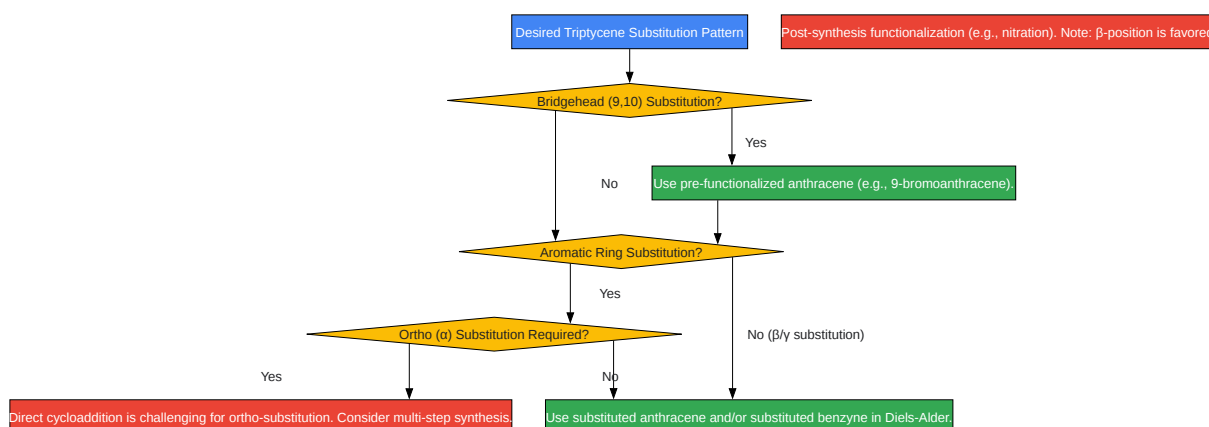 Desired Triptycene Substitution Pattern
Post-synthesis functionalization (e.g., nitration). Note: β-position is favored
Bridgehead (9,10) Substitution?
Yes
No
Use pre-functionalized anthracene (e.g., 9-bromoanthracene).
Aromatic Ring Substitution?
Yes
Ortho (α) Substitution Required?
No (β/γ substitution)
Yes
No
Direct cycloaddition is challenging for ortho-substitution. Consider multi-step synthesis.
Use substituted anthracene and/or substituted benzyne in Diels-Alder.